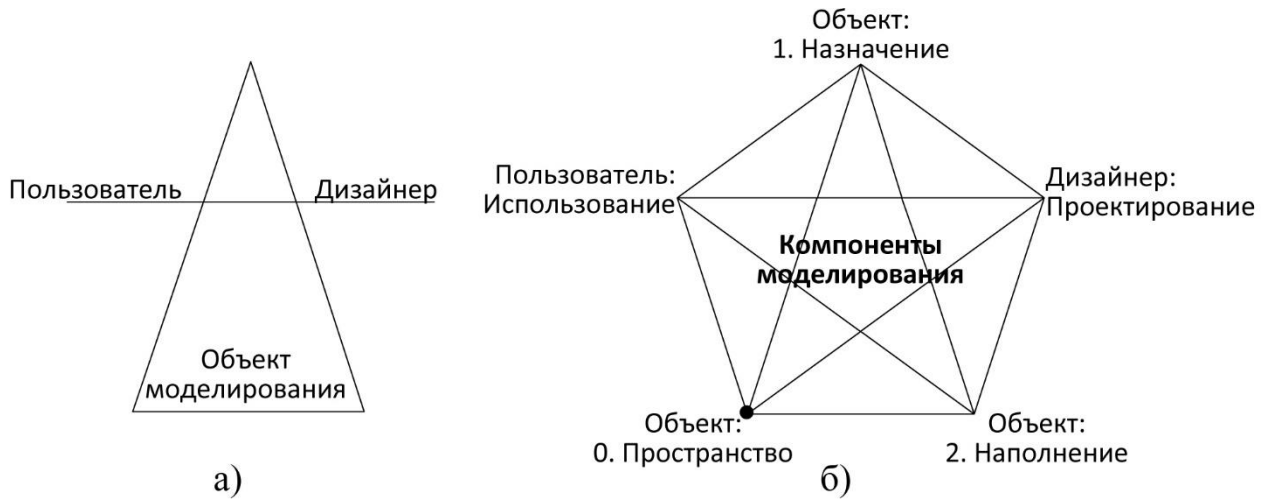 Пользователь
Дизайнер
Объект
моделирования
а)
Объект:
1. Назначение
Пользователь:
Использование
Дизайнер:
Проектирование
Компоненты
моделирования
Объект:
0. Пространство
Объект:
2. Наполнение
б)